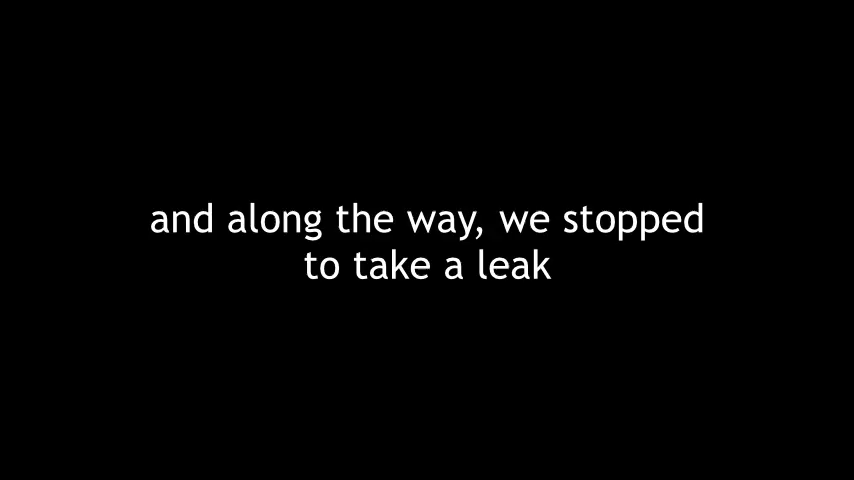 and along the way, we stopped
to take a leak